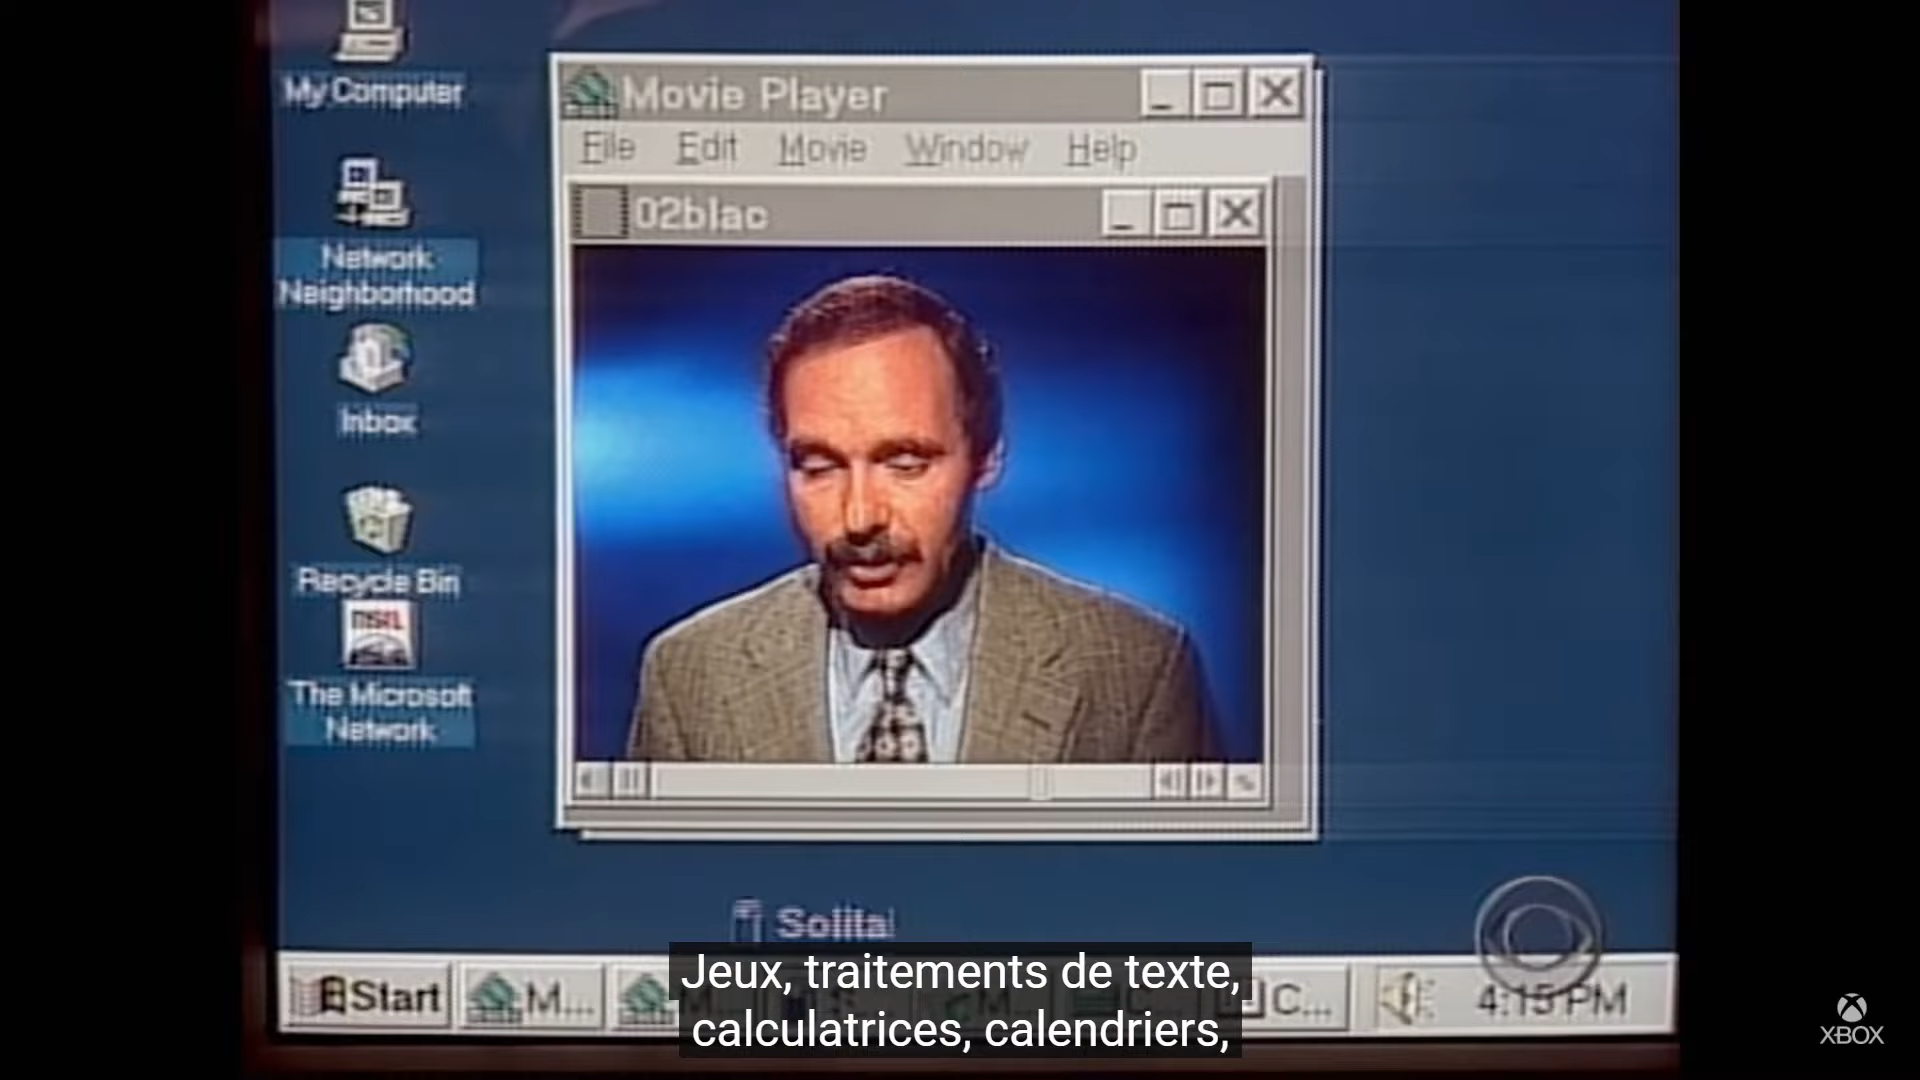 My Computer
Movie Player
File Edit Movie Window Help
Network
Neighborhood
02blac
Inbox
Recycle Bin
msn
The Microsoft
Network
Start
M...
C...
4:15 PM
Jeux, traitements de texte,
calculatrices, calendriers,
XBOX